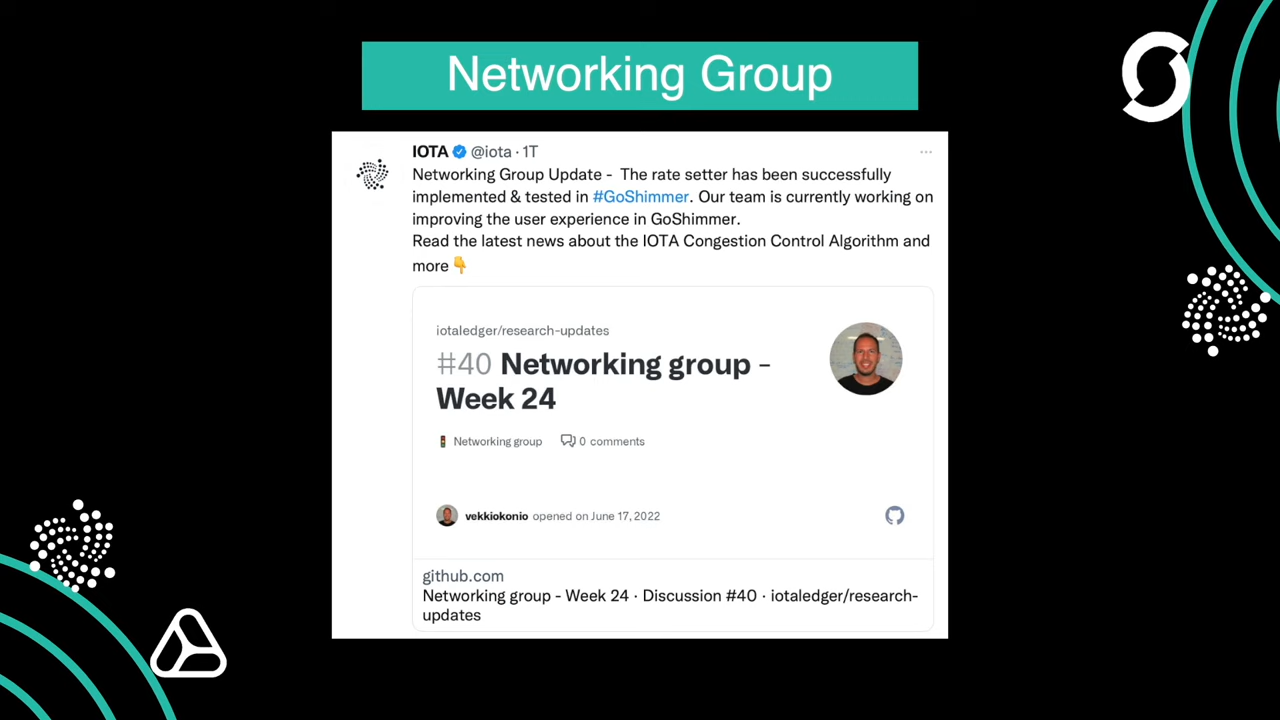 Networking Group
IOTA @iota · 1T
Networking Group Update - The rate setter has been successfully
implemented & tested in #GoShimmer. Our team is currently working on
improving the user experience in GoShimmer.
Read the latest news about the IOTA Congestion Control Algorithm and
more👇
iotaledger/research-updates
#40 Networking group -
Week 24
Networking group 0 comments
vekkiokonio opened on June 17, 2022
github.com
Networking group - Week 24 · Discussion #40 · iotaledger/research-
updates